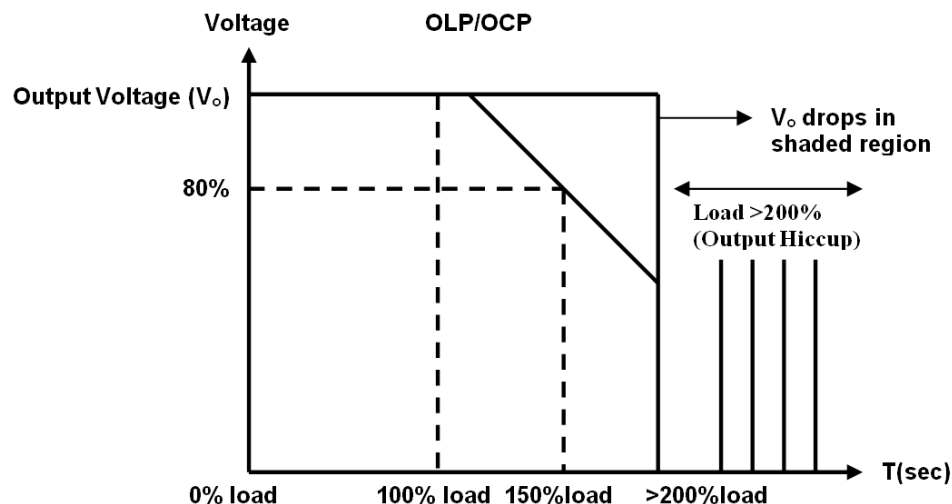 Voltage
OLP/OCP
Output Voltage (Vₒ)
Vₒ drops in
shaded region
80%
Load >200%
(Output Hiccup)
T(sec)
0% load
100% load
150%load
>200%load